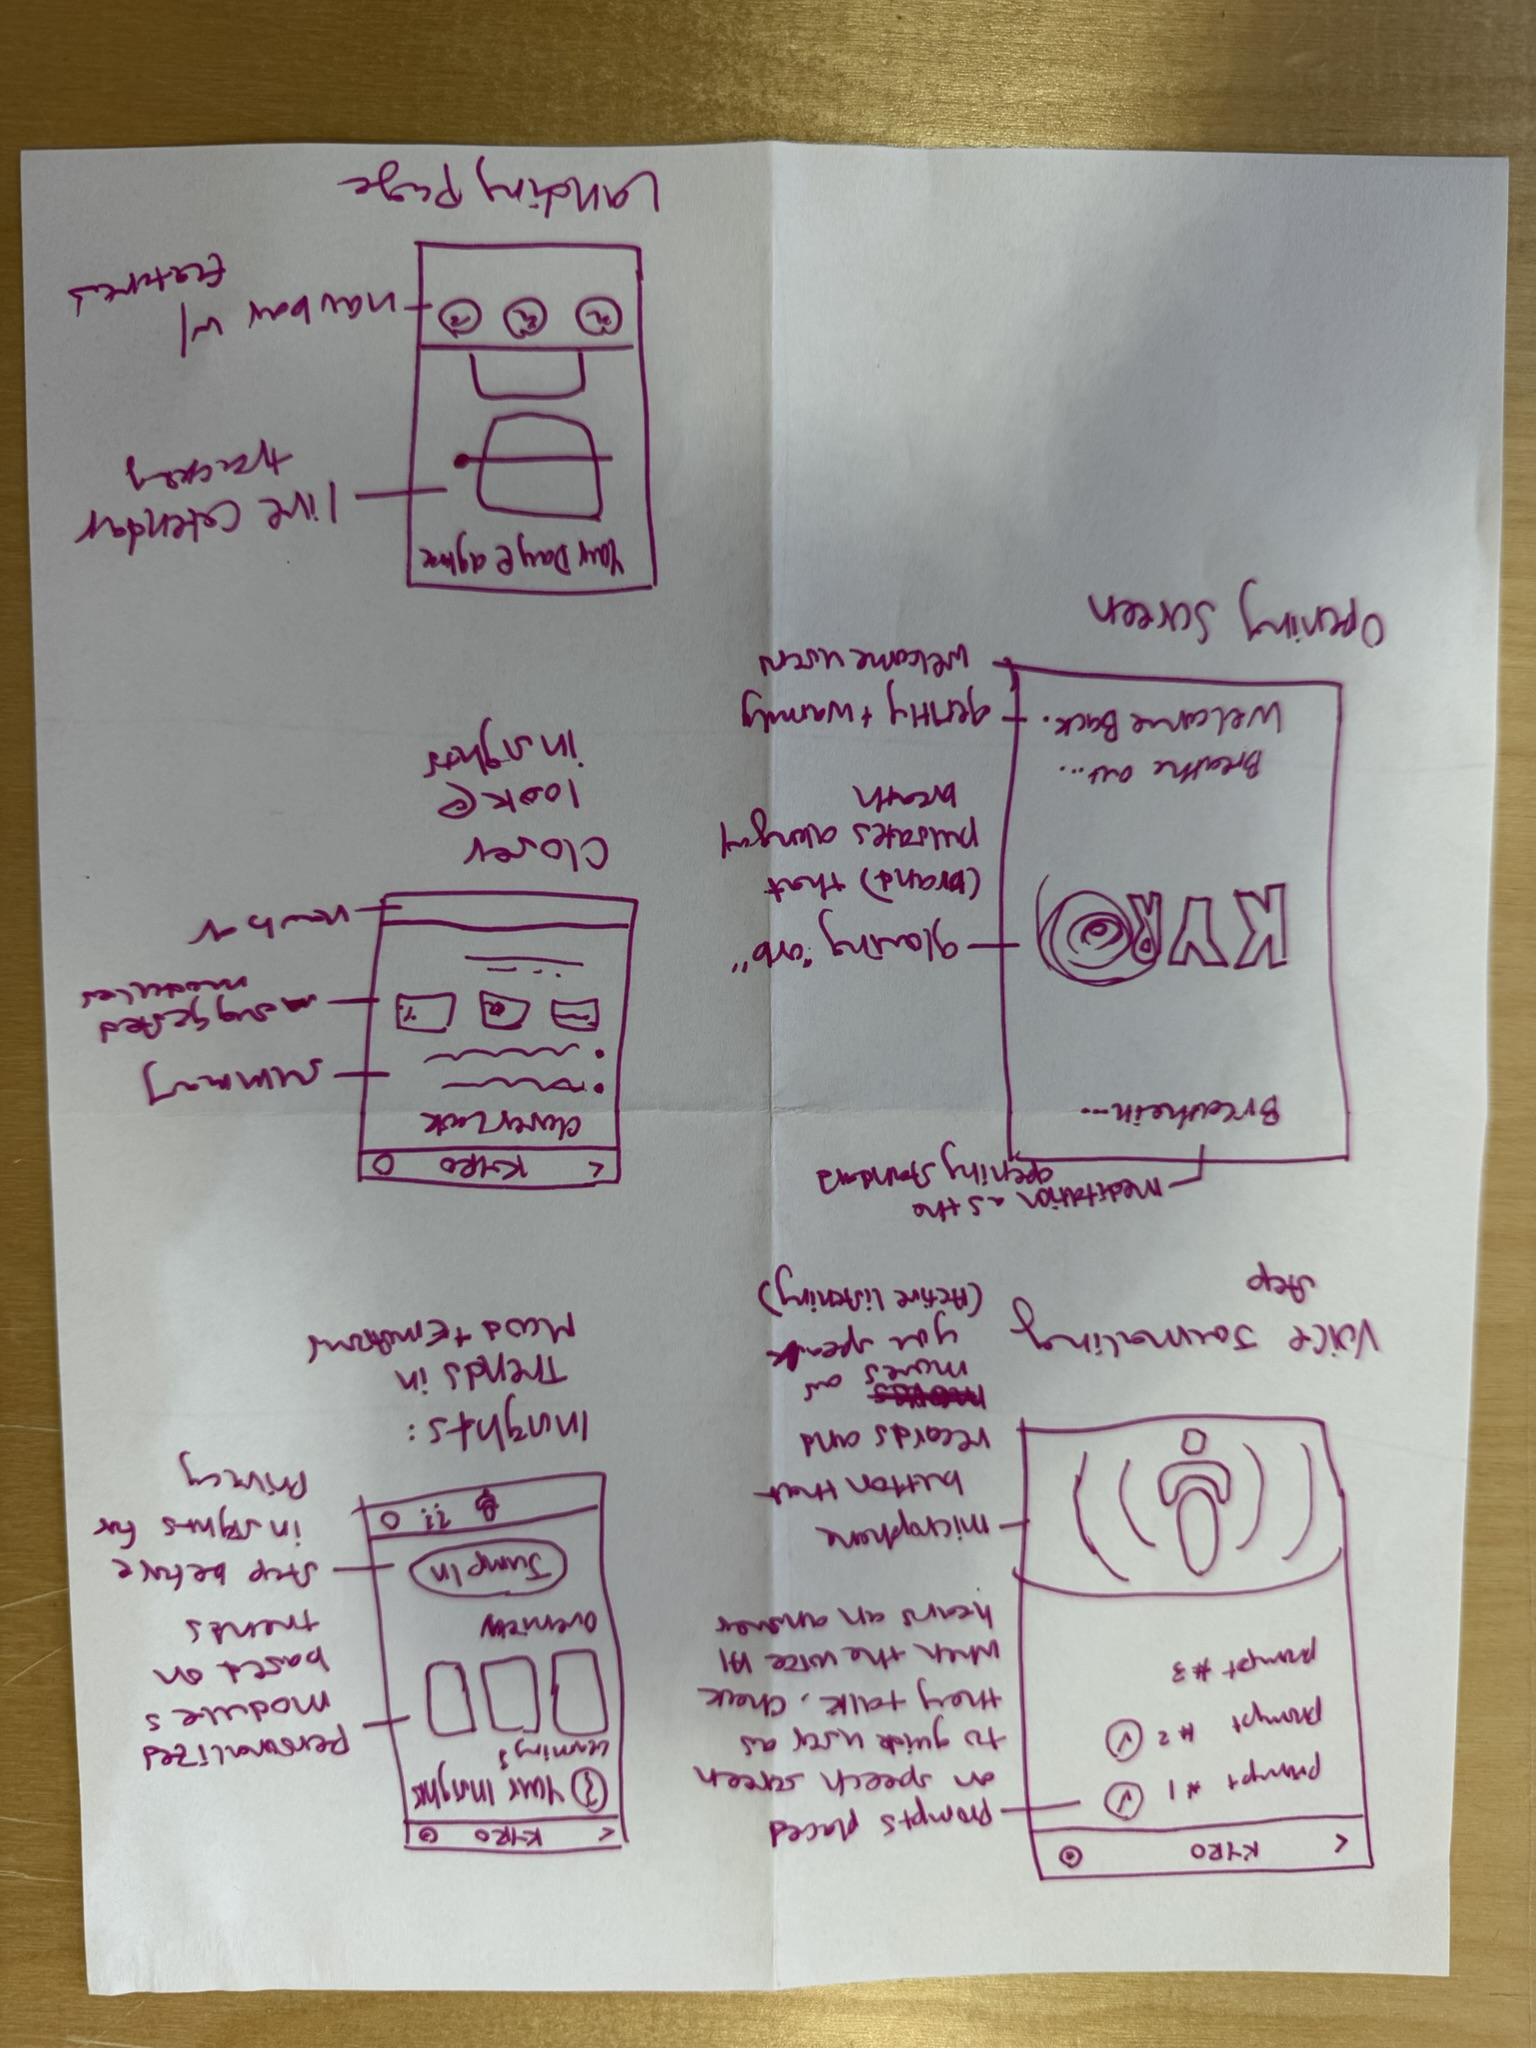 < KYRO
prompt #1
prompt #2
prompt #3
prompts placed
on speech screen
to guide user as
they talk. Check
when the voice AI
hears an answer
microphone
button that
records and
moves as
you speak
(Active listening)
Voice Journaling
Step
< KYRO
? Your Insights
Learnings
Overview
Jump In
personalized
modules
based on
trends
step before
insights for
privacy
Insights:
Trends in
Mood + Emotions
meditation as the
opening standard
Breathe in...
KYRO
Breathe out...
Welcome Back.
glowing "orb"
(brand) that
pulsates along w/
breath
gently + warmly
welcome users
Opening Screen
< KYRO O
Closer Look
summary
suggested
modules
navbar
Closer
look @
insights
Your Day @ a glance
live calendar
tracking
navbar w/
features
Landing Page